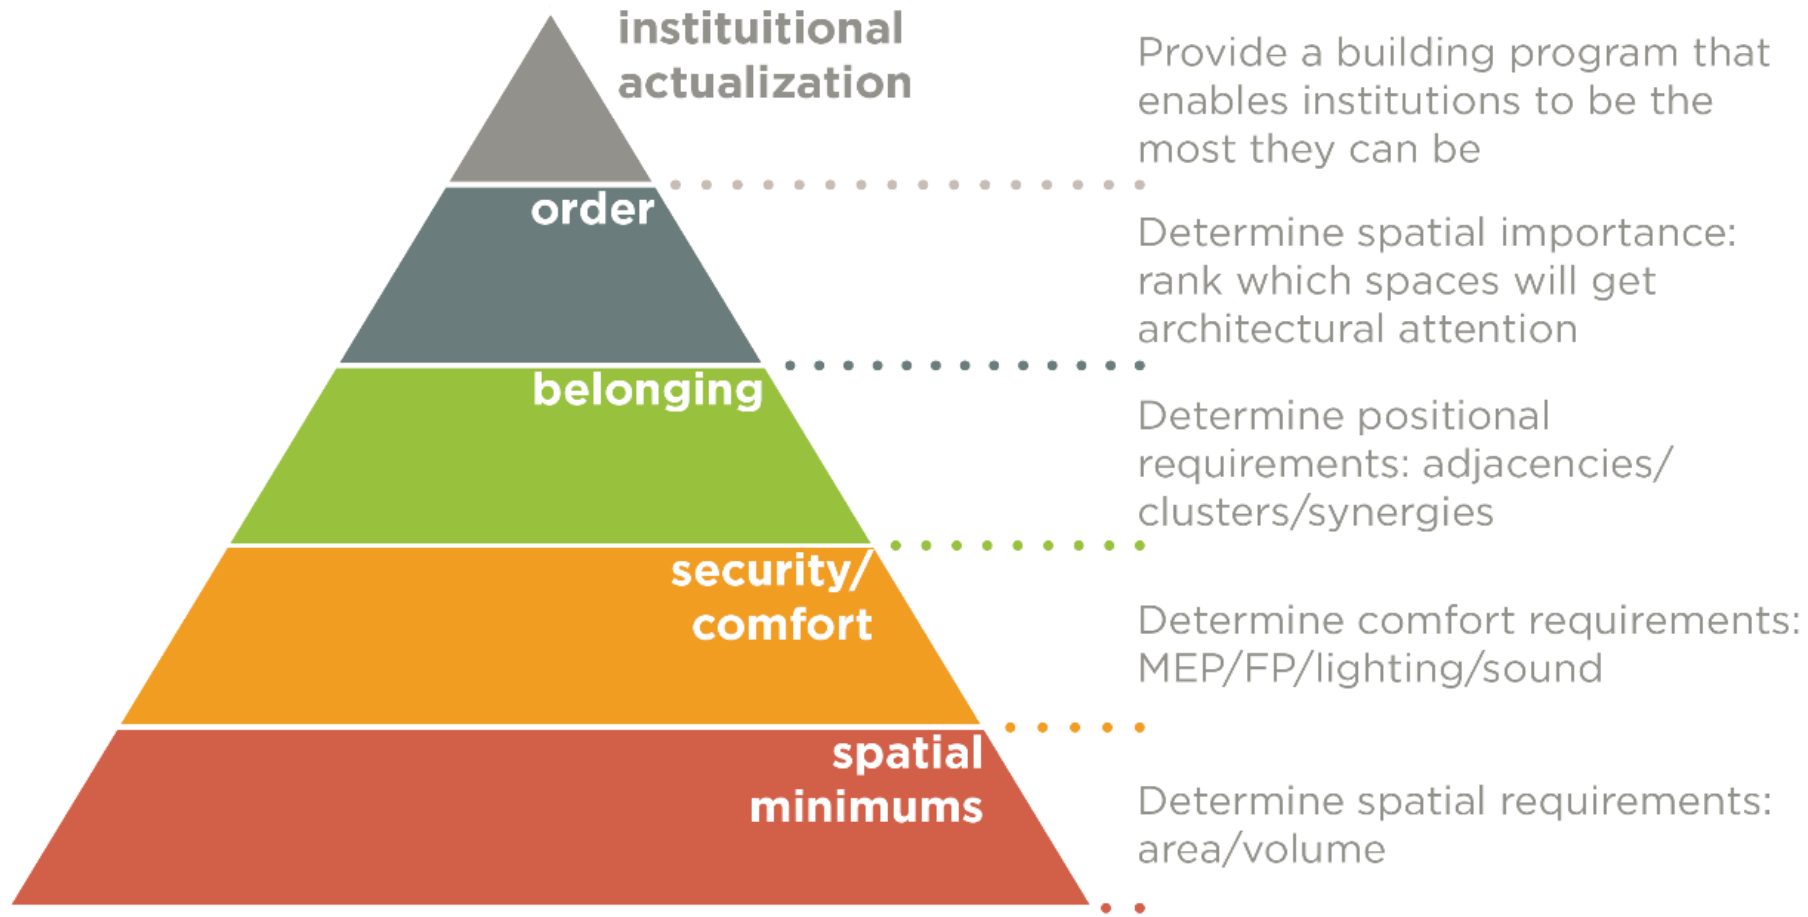 instituitional
actualization
Provide a building program that
enables institutions to be the
most they can be
order
Determine spatial importance:
rank which spaces will get
architectural attention
belonging
Determine positional
requirements: adjacencies/
clusters/synergies
security/
comfort
Determine comfort requirements:
MEP/FP/lighting/sound
spatial
minimums
Determine spatial requirements:
area/volume